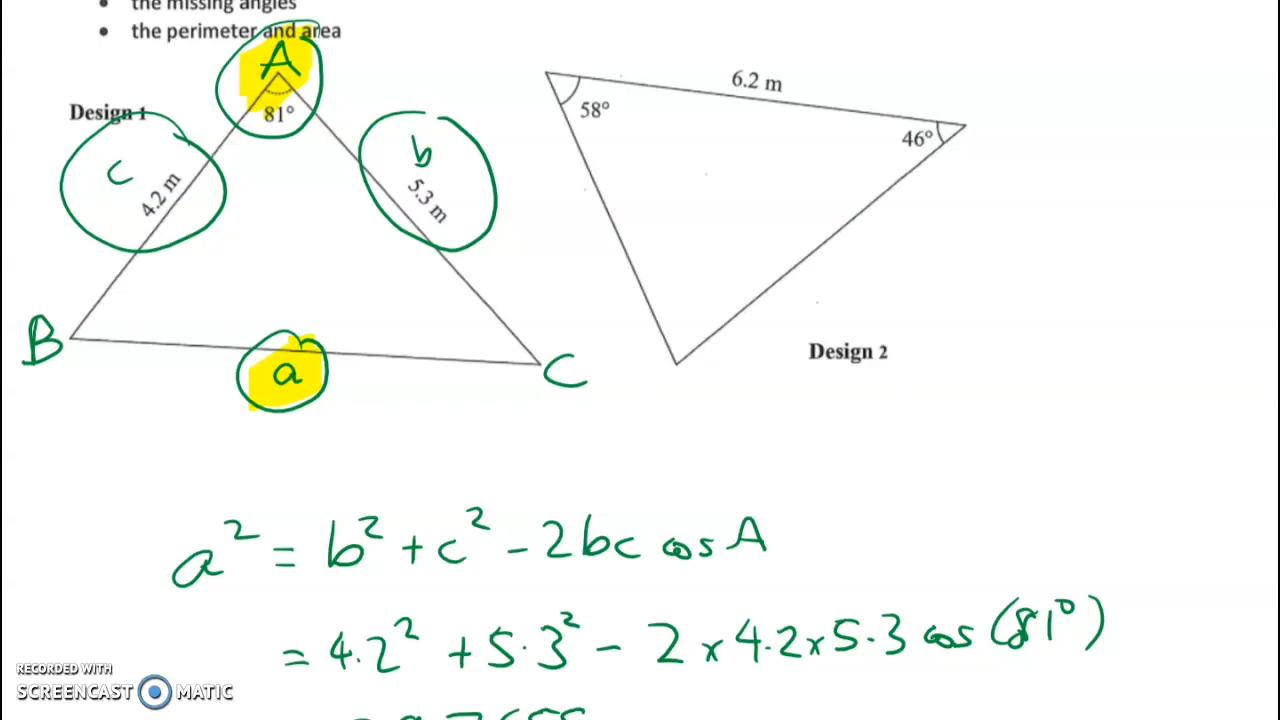 • the missing angles
• the perimeter and area
A
Design 1
81°
c
4.2 m
b
5.3 m
B
a
C
6.2 m
58°
46°
Design 2
a² = b² + c² - 2bc cos A
= 4.2² + 5.3² - 2 × 4.2 × 5.3 cos (81°)
RECORDED WITH
SCREENCAST MATIC